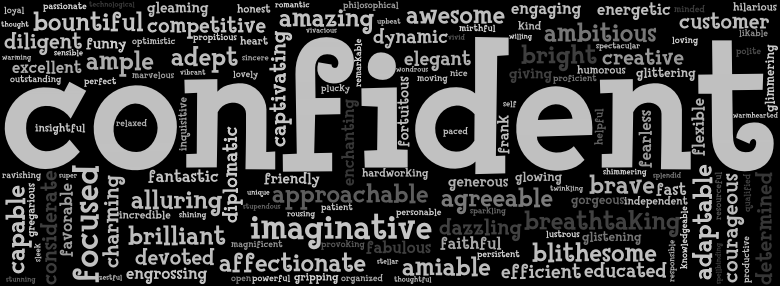 loyal
passionate
technological
gleaming
honest
romantic
philosophical
engaging
energetic
minded
hilarious
thought
bountiful
competitive
amazing
upbeat
awesome
kind
customer
diligent
funny
optimistic
propitious
heart
vivacious
dynamic
vivid
mirthful
willing
ambitious
spectacular
loving
likable
warming
sensible
ample
adept
sincere
captivating
remarkable
elegant
bright
creative
polite
excellent
marvelous
vibrant
lovely
wondrous
giving
humorous
glittering
glimmering
outstanding
perfect
plucky
moving
nice
proficient
confident
insightful
relaxed
inquisitive
enchanting
fortuitous
paced
self
frank
helpful
fearless
flexible
warmhearted
ravishing
super
fantastic
diplomatic
friendly
hardworking
generous
glowing
shimmering
splendid
capable
gregarious
sleek
considerate
favorable
focused
charming
alluring
unique
approachable
agreeable
twinkling
gorgeous
brave
fast
independent
adaptable
resourceful
courageous
qualified
determined
incredible
shining
stupendous
rousing
patient
personable
sparkling
breathtaking
knowledgeable
brilliant
imaginative
dazzling
lustrous
glistening
magnificent
provoking
fabulous
faithful
persistent
blithesome
responsible
devoted
affectionate
stellar
amiable
efficient
educated
spellbinding
productive
stunning
zestful
engrossing
open
powerful
gripping
organized
thoughtful